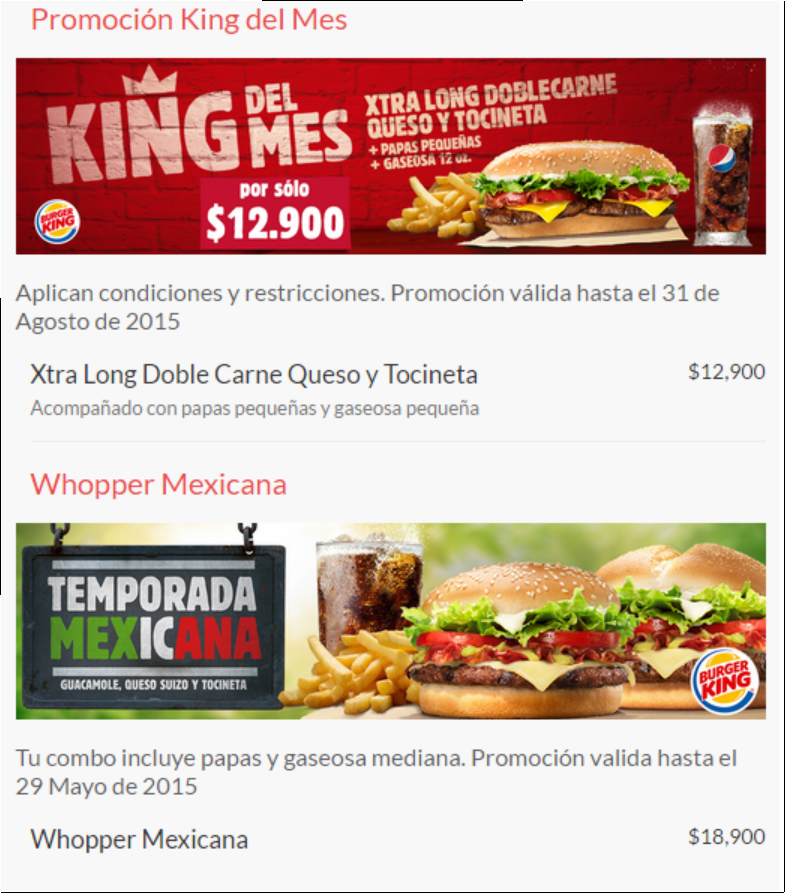 Promoción King del Mes
KING DEL MES
XTRA LONG DOBLECARNE
QUESO Y TOCINETA
+ PAPAS PEQUEÑAS
+ GASEOSA 12 oz.
por sólo
$12.900
BURGER KING
Aplican condiciones y restricciones. Promoción válida hasta el 31 de
Agosto de 2015
Xtra Long Doble Carne Queso y Tocineta $12,900
Acompañado con papas pequeñas y gaseosa pequeña
Whopper Mexicana
TEMPORADA
MEXICANA
GUACAMOLE, QUESO SUIZO Y TOCINETA
BURGER KING
Tu combo incluye papas y gaseosa mediana. Promoción valida hasta el
29 Mayo de 2015
Whopper Mexicana $18,900